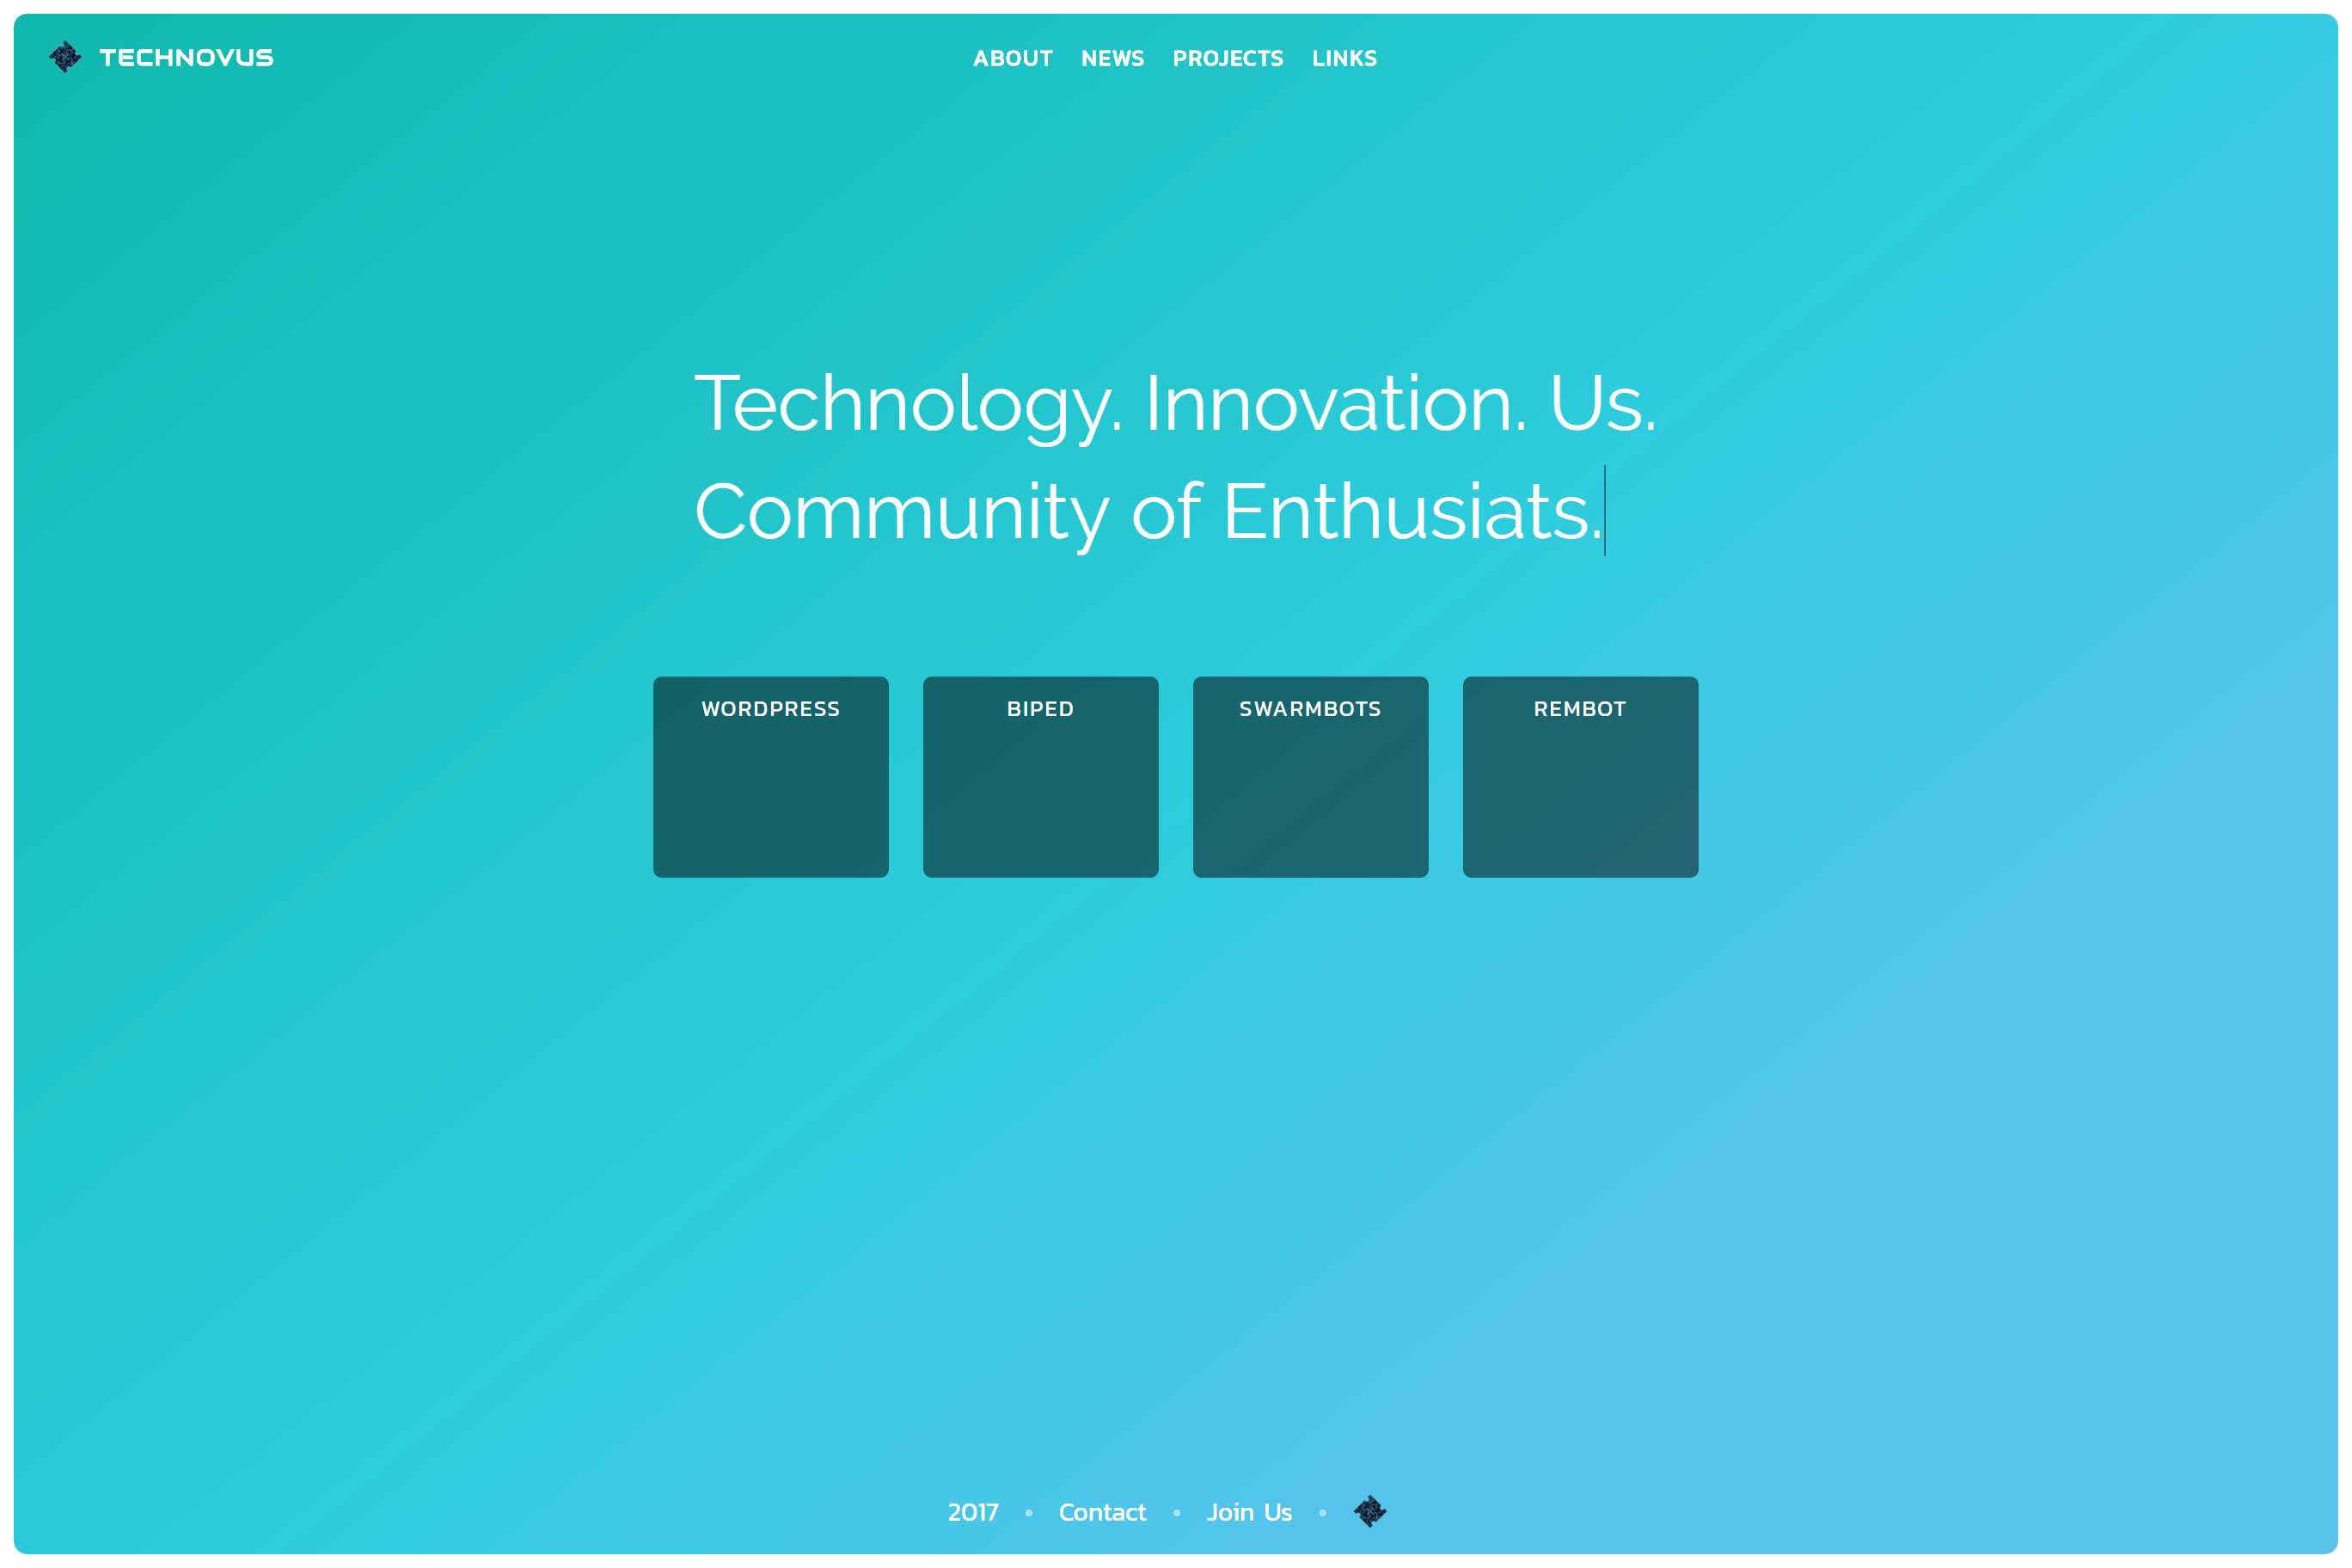 TECHNOVUS
ABOUT NEWS PROJECTS LINKS
Technology. Innovation. Us.
Community of Enthusiats.
WORDPRESS BIPED SWARMBOTS REMBOT
2017 • Contact • Join Us •